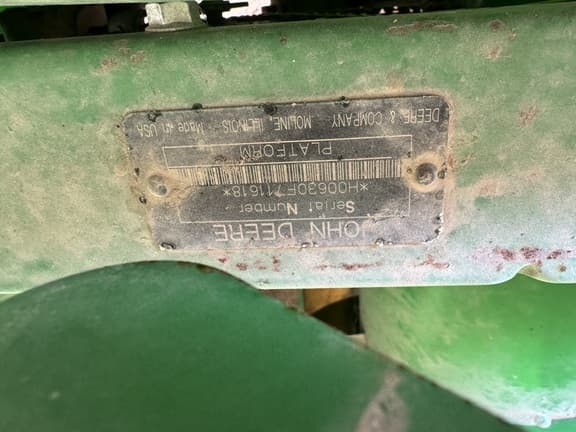 JOHN DEERE
Serial Number
*H00630F711618*
PLATFORM
DEERE & COMPANY MOLINE, ILLINOIS Made in USA